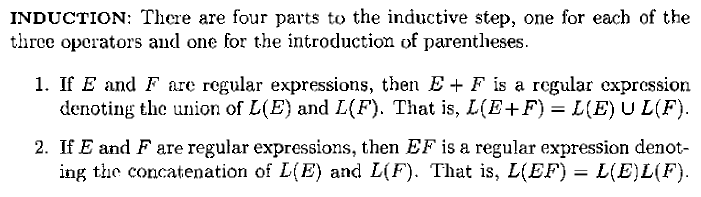 INDUCTION: There are four parts to the inductive step, one for each of the
three operators and one for the introduction of parentheses.
1. If E and F are regular expressions, then E + F is a regular expression
denoting the union of L(E) and L(F). That is, L(E+F) = L(E) ∪ L(F).
2. If E and F are regular expressions, then EF is a regular expression denot-
ing the concatenation of L(E) and L(F). That is, L(EF) = L(E)L(F).